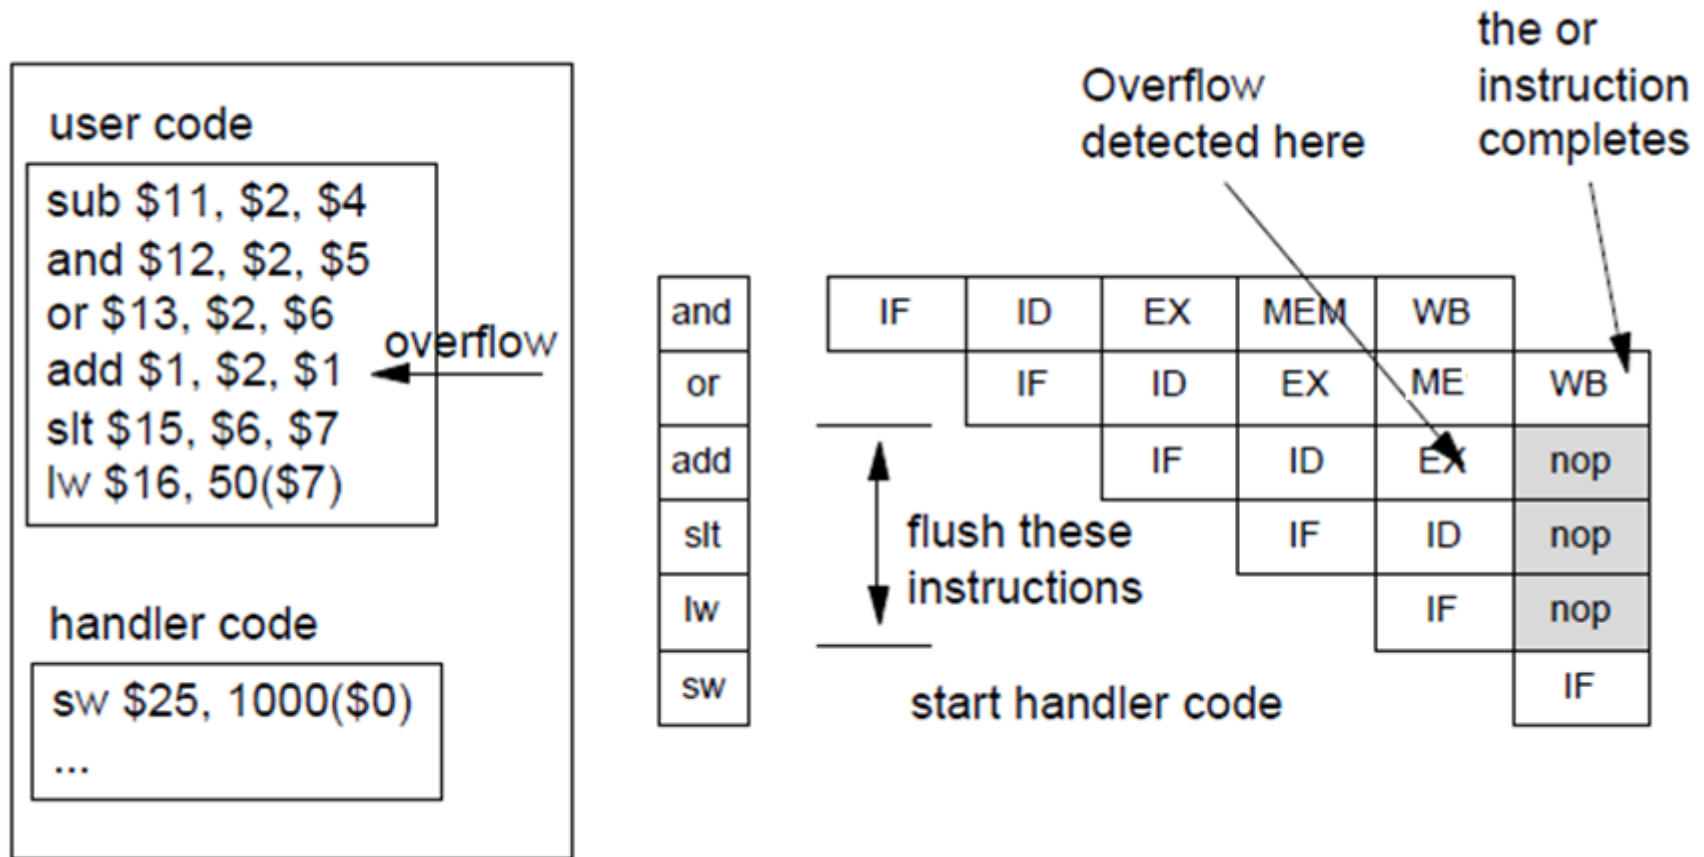 user code
sub $11, $2, $4
and $12, $2, $5
or $13, $2, $6
add $1, $2, $1
overflow
slt $15, $6, $7
lw $16, 50($7)
handler code
sw $25, 1000($0)
...
Overflow
detected here
the or
instruction
completes
and IF ID EX MEM WB
or IF ID EX ME WB
add IF ID EX nop
slt IF ID nop
lw IF nop
sw IF
flush these
instructions
start handler code